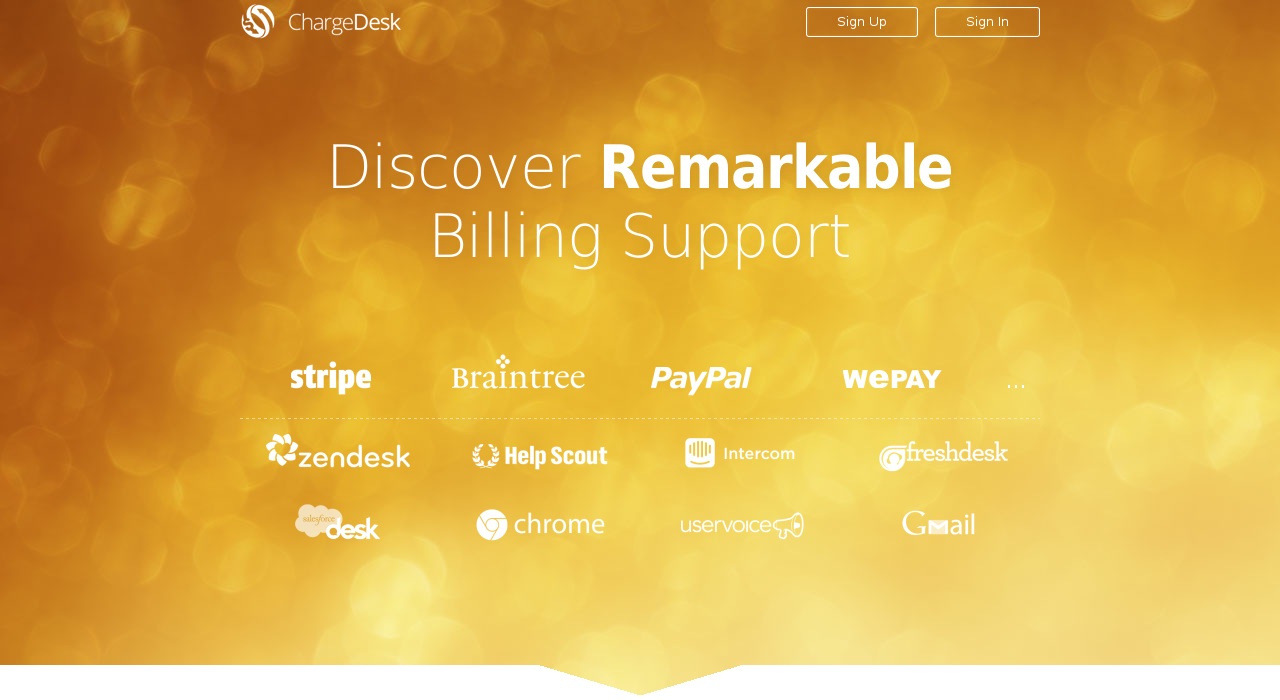 ChargeDesk
Sign Up
Sign In
Discover Remarkable
Billing Support
stripe
Braintree
PayPal
WePay
...
zendesk
Help Scout
Intercom
freshdesk
salesforce
desk
chrome
uservoice
Gmail